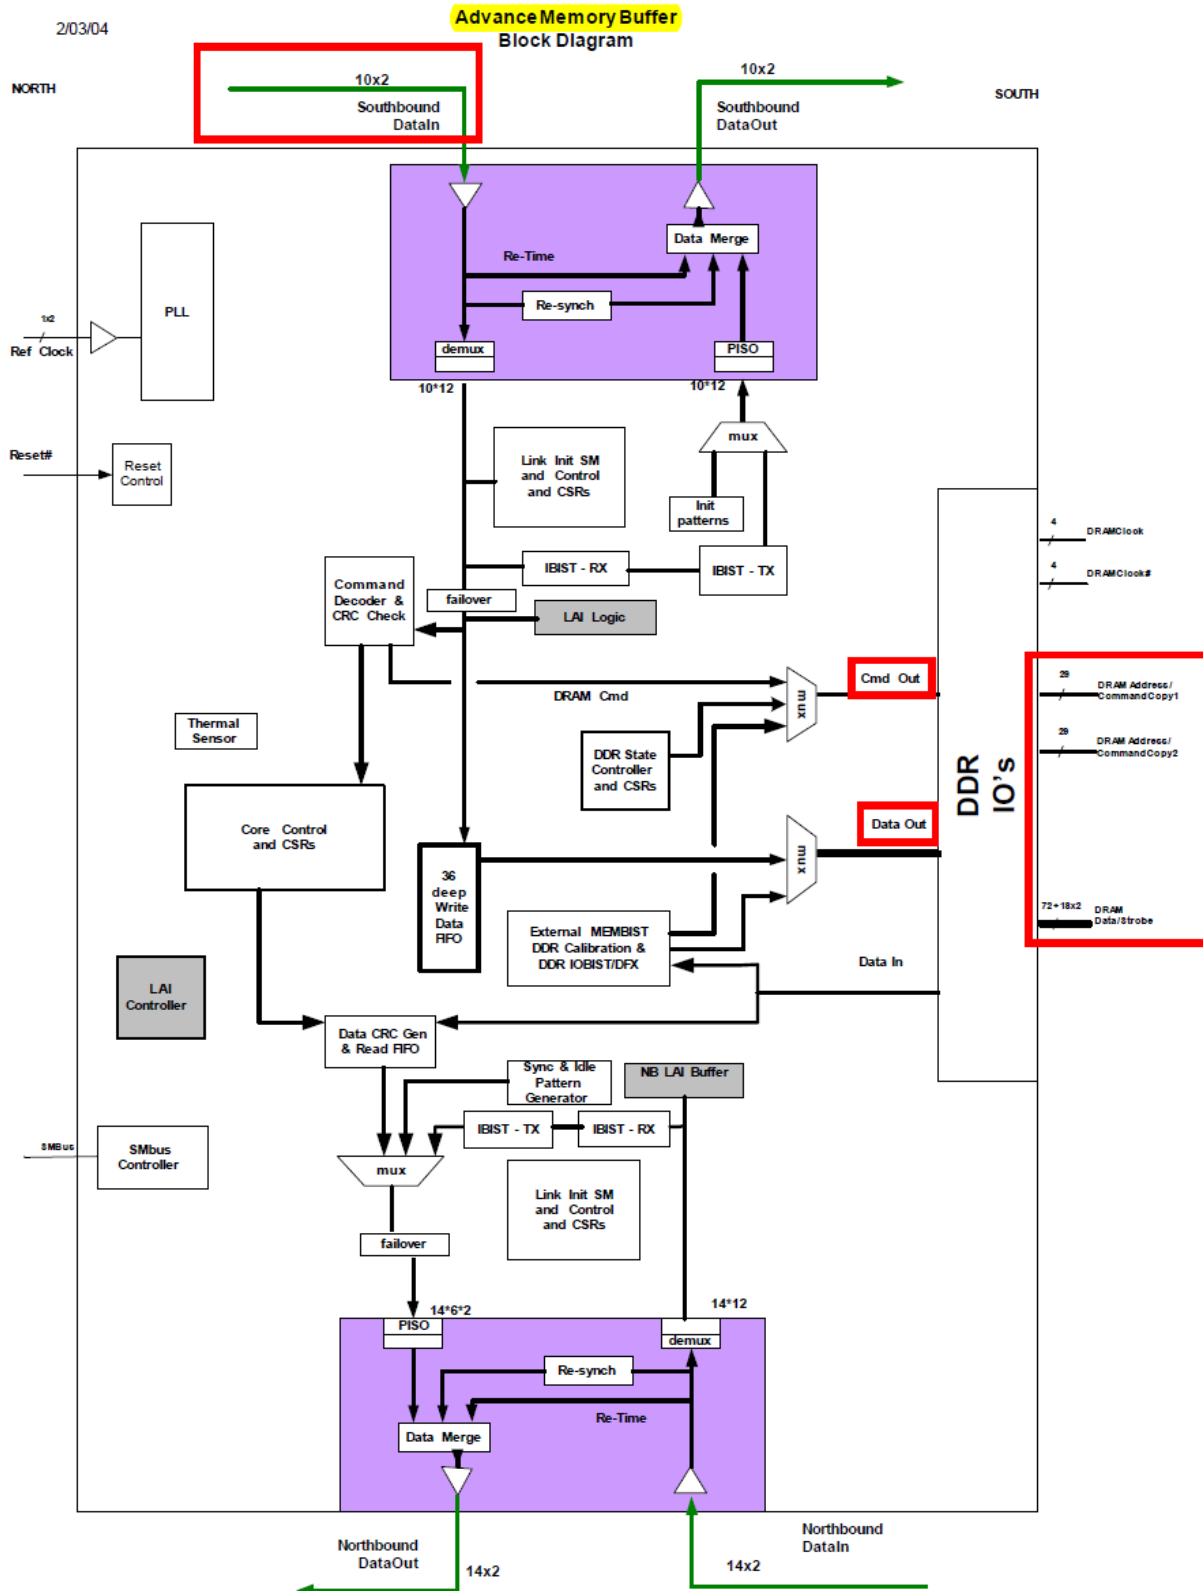 2/03/04
Advance Memory Buffer
Block Diagram
NORTH
10x2
Southbound
DataIn
10x2
Southbound
DataOut
SOUTH
Data Merge
Re-Time
Re-synch
demux
PISO
10*12
10*12
PLL
1x2
Ref Clock
Reset#
Reset
Control
mux
Link Init SM
and Control
and CSRs
Init
patterns
IBIST - RX
IBIST - TX
Command
Decoder &
CRC Check
failover
LAI Logic
DRAM Cmd
mux
Cmd Out
4
DRAMClook
4
DRAMClook#
29
DRAM Address/
CommandCopy1
29
DRAM Address/
CommandCopy2
Thermal
Sensor
DDR State
Controller
and CSRs
DDR
IO's
Core Control
and CSRs
36
deep
Write
Data
FIFO
mux
Data Out
72+18x2
DRAM
Data/Strobe
External MEMBIST
DDR Calibration &
DDR IOBIST/DFX
Data In
LAI
Controller
Data CRC Gen
& Read FIFO
Sync & Idle
Pattern
Generator
NB LAI Buffer
IBIST - TX
IBIST - RX
SMBus
SMbus
Controller
mux
Link Init SM
and Control
and CSRs
failover
14*6*2
14*12
PISO
demux
Re-synch
Re-Time
Data Merge
Northbound
DataOut
14x2
Northbound
DataIn
14x2